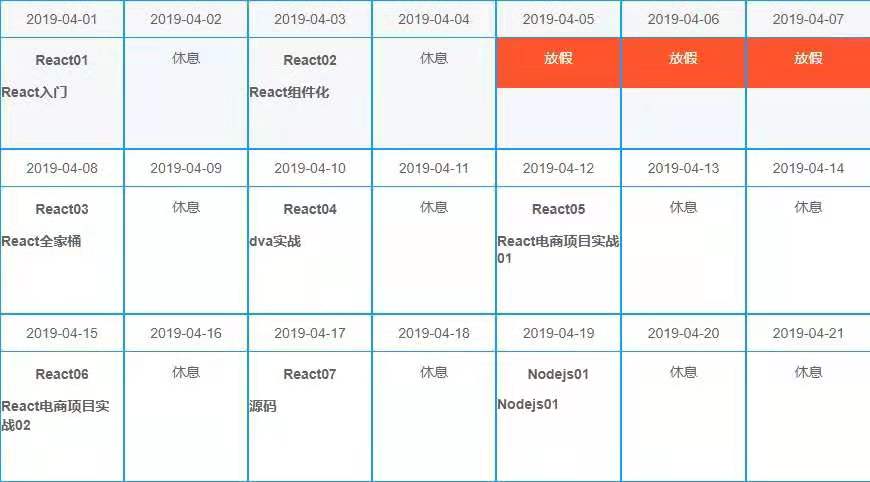 2019-04-01 2019-04-02 2019-04-03 2019-04-04 2019-04-05 2019-04-06 2019-04-07
React01 休息 React02 休息 放假 放假 放假
React入门 React组件化
2019-04-08 2019-04-09 2019-04-10 2019-04-11 2019-04-12 2019-04-13 2019-04-14
React03 休息 React04 休息 React05 休息 休息
React全家桶 dva实战 React电商项目实战
01
2019-04-15 2019-04-16 2019-04-17 2019-04-18 2019-04-19 2019-04-20 2019-04-21
React06 休息 React07 休息 Nodejs01 休息 休息
React电商项目实 源码 Nodejs01
战02